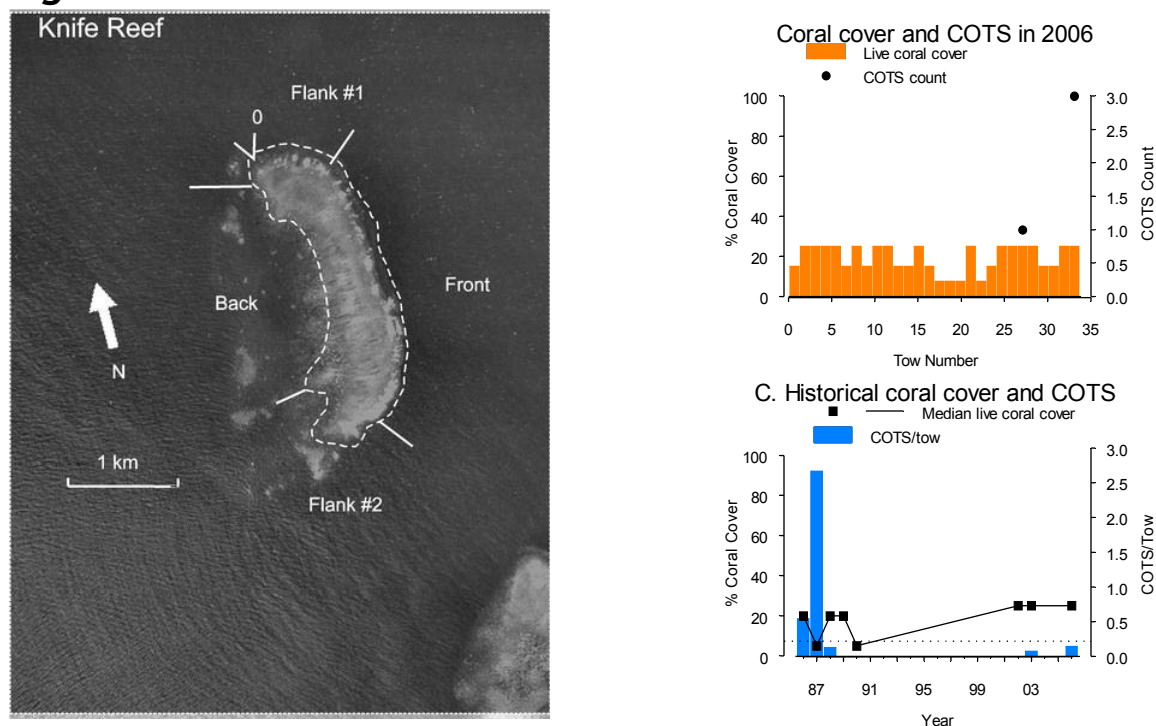 Knife Reef
Flank #1
0
Front
Back
N
1 km
Flank #2
Coral cover and COTS in 2006
Live coral cover
COTS count
100
80
60
40
20
0
% Coral Cover
3.0
2.5
2.0
1.5
1.0
0.5
0.0
COTS Count
0 5 10 15 20 25 30 35
Tow Number
C. Historical coral cover and COTS
Median live coral cover
COTS/tow
100
80
60
40
20
0
% Coral Cover
3.0
2.5
2.0
1.5
1.0
0.5
0.0
COTS/Tow
87 91 95 99 03
Year